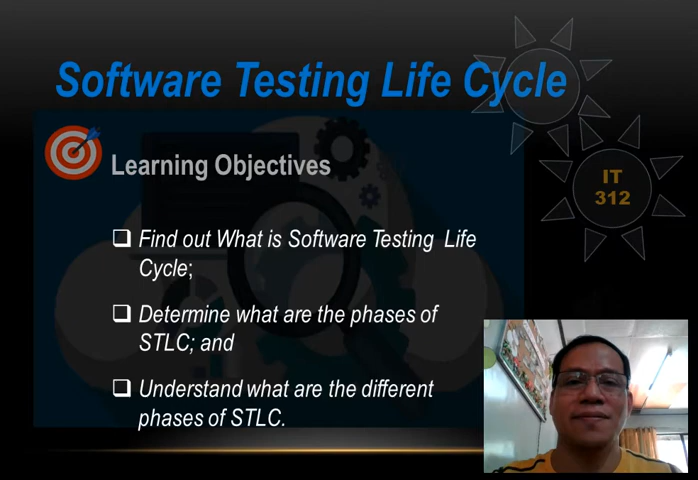 Software Testing Life Cycle
Learning Objectives
IT
312
Find out What is Software Testing Life
Cycle;
Determine what are the phases of
STLC; and
Understand what are the different
phases of STLC.